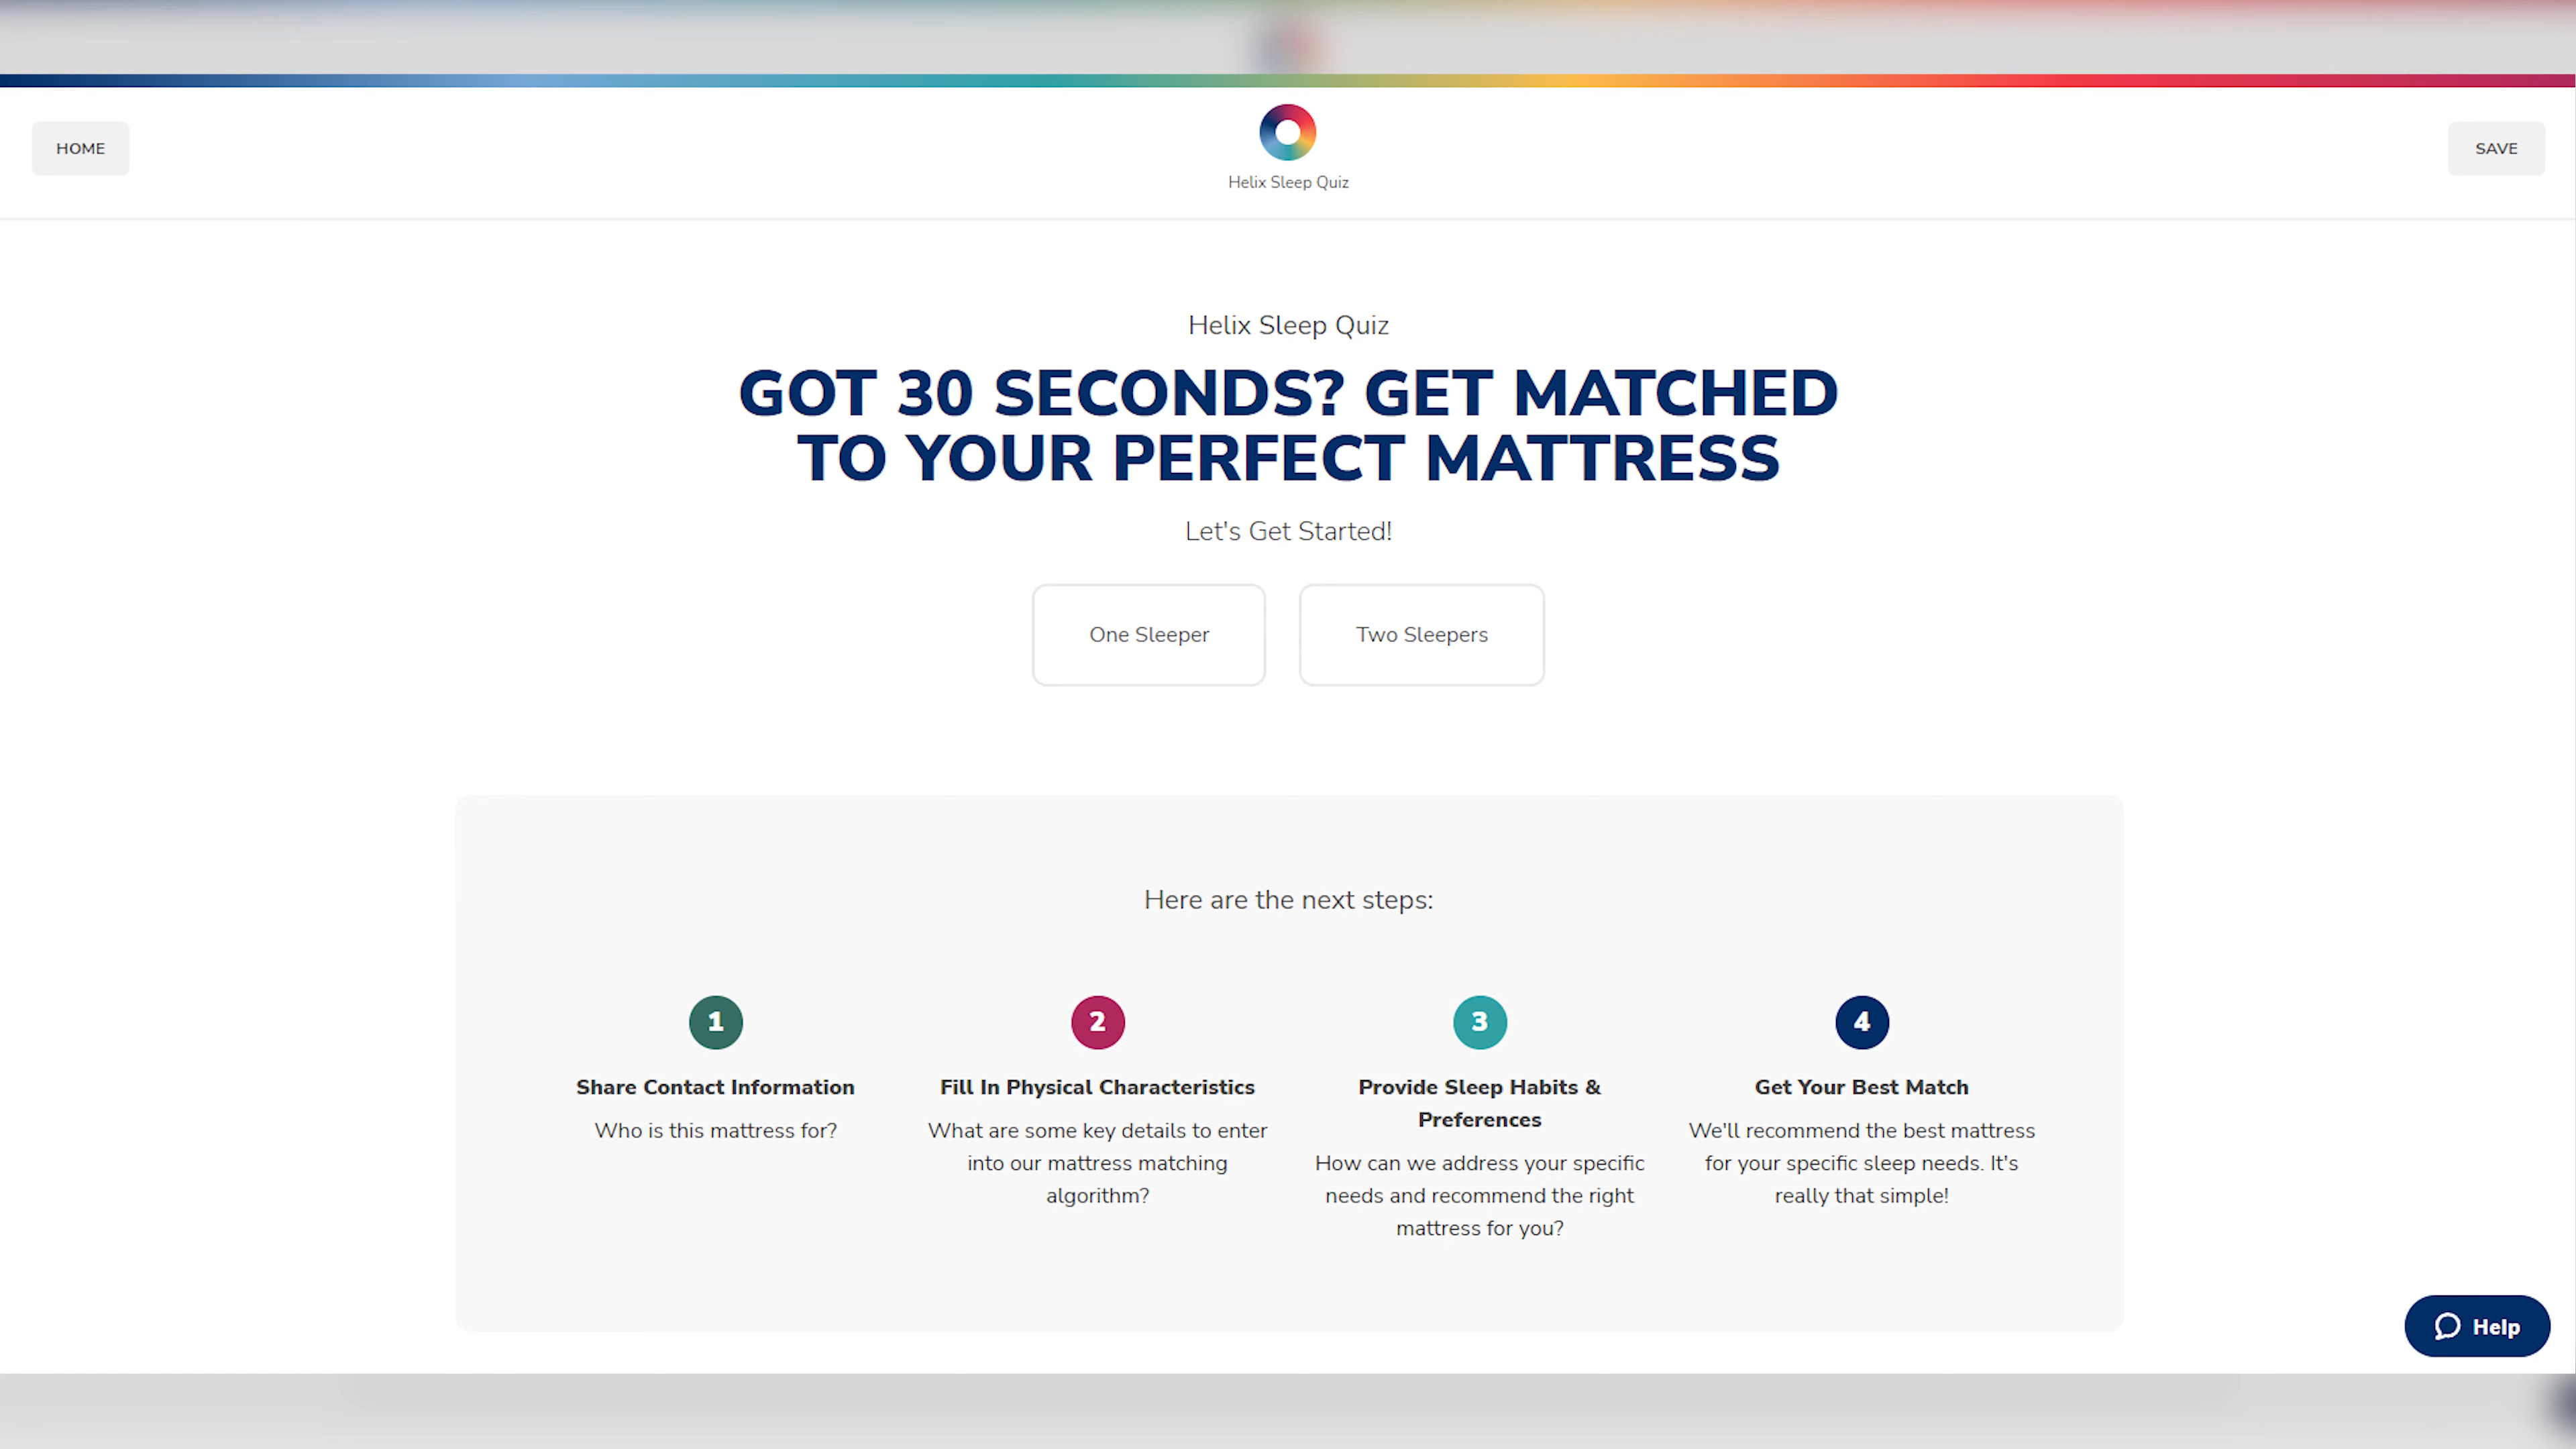 HOME
Helix Sleep Quiz
SAVE
Helix Sleep Quiz
GOT 30 SECONDS? GET MATCHED
TO YOUR PERFECT MATTRESS
Let's Get Started!
One Sleeper
Two Sleepers
Here are the next steps:
1
Share Contact Information
Who is this mattress for?
2
Fill In Physical Characteristics
What are some key details to enter
into our mattress matching
algorithm?
3
Provide Sleep Habits &
Preferences
How can we address your specific
needs and recommend the right
mattress for you?
4
Get Your Best Match
We'll recommend the best mattress
for your specific sleep needs. It's
really that simple!
Help